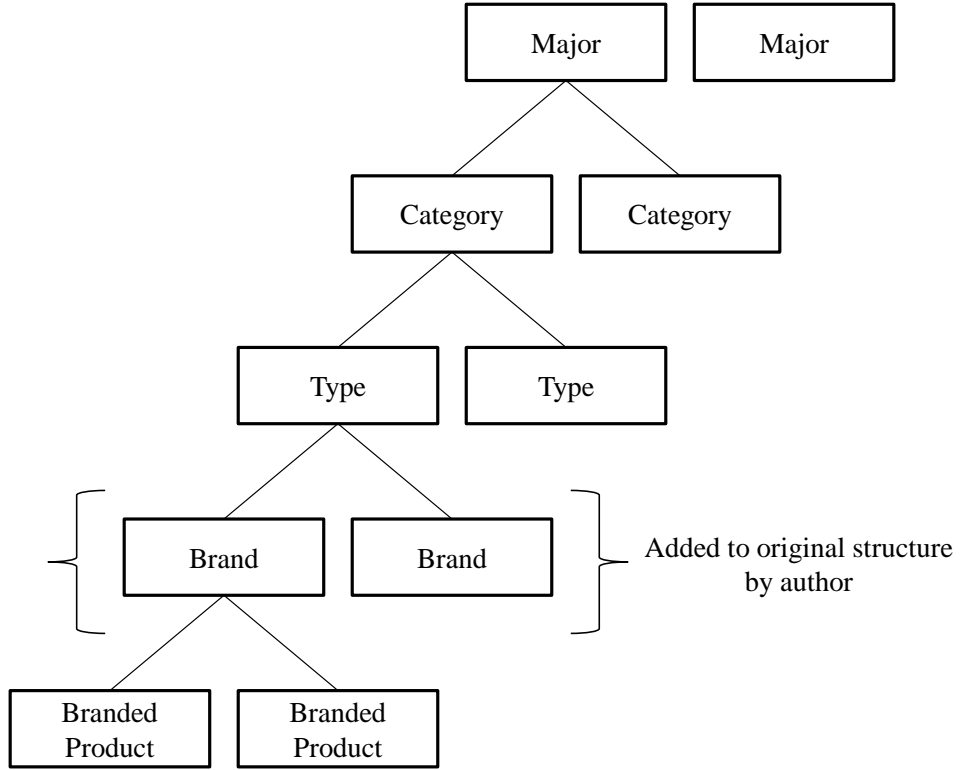 Major
Major
Category
Category
Type
Type
Brand
Brand
Added to original structure
by author
Branded
Product
Branded
Product